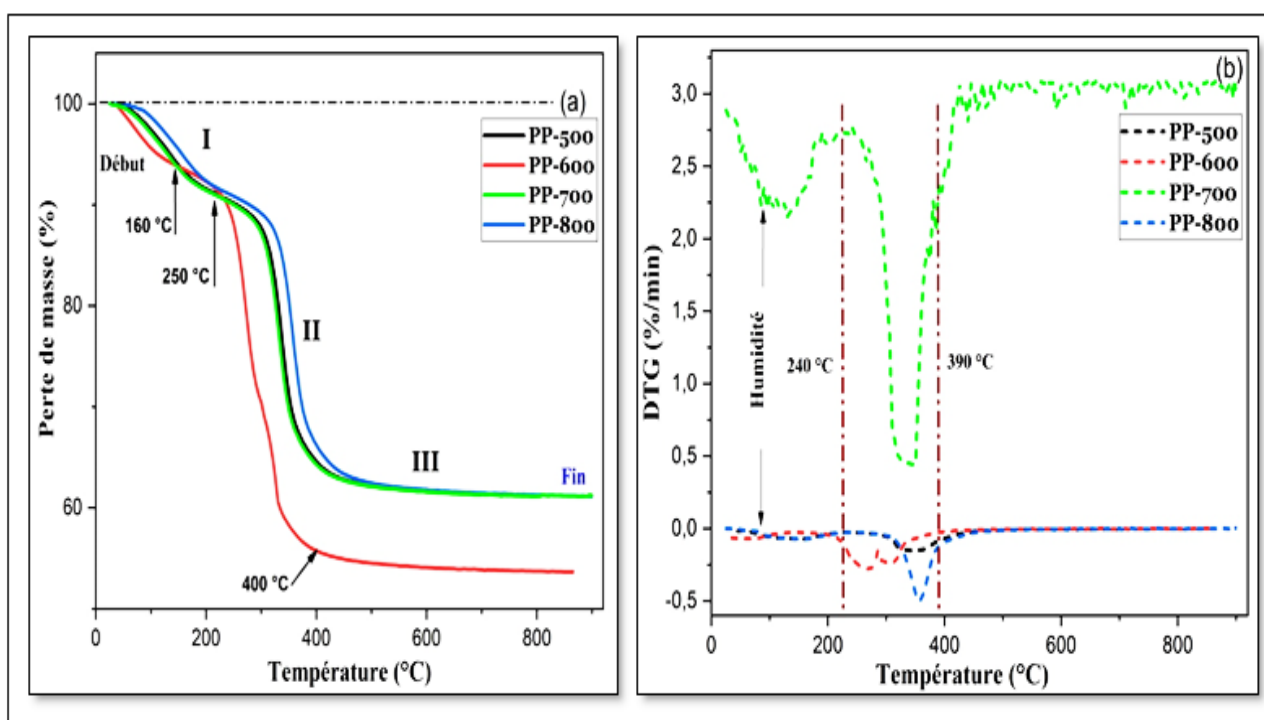 (a)
100
I
PP-500
PP-600
PP-700
PP-800
Début
160 °C
250 °C
80
II
III
Fin
60
400 °C
0
200
400
600
800
Perte de masse (%)
Température (°C)
(b)
3,0
PP-500
PP-600
PP-700
PP-800
2,5
2,0
1,5
1,0
0,5
0,0
-0,5
Humidité
240 °C
390 °C
0
200
400
600
800
DTG (%/min)
Température (°C)